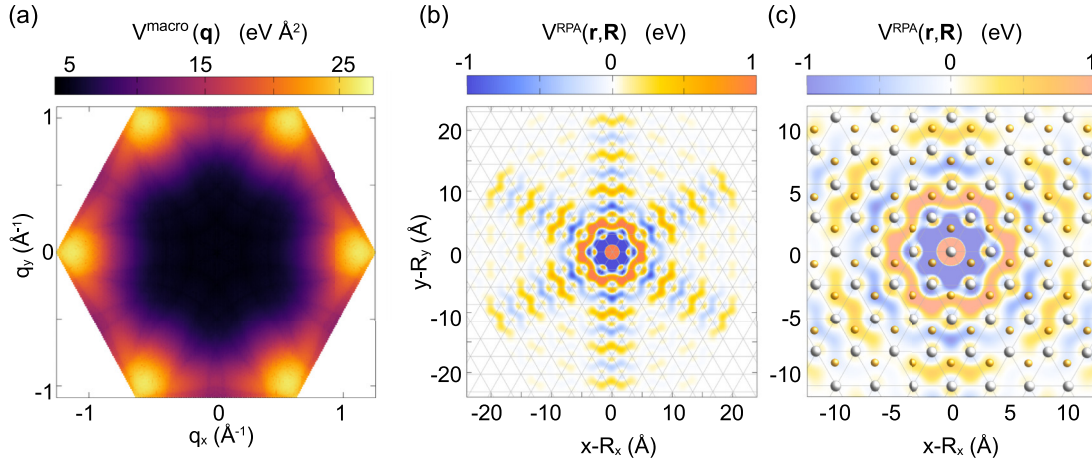 (a)
V^macro(q) (eV Å²)
5 15 25
1
0
-1
q_y (Å⁻¹)
-1 0 1
q_x (Å⁻¹)
(b)
V^RPA(r,R) (eV)
-1 0 1
20
10
0
-10
-20
y-R_y (Å)
-20 -10 0 10 20
x-R_x (Å)
(c)
V^RPA(r,R) (eV)
-1 0 1
10
5
0
-5
-10
-10 -5 0 5 10
x-R_x (Å)